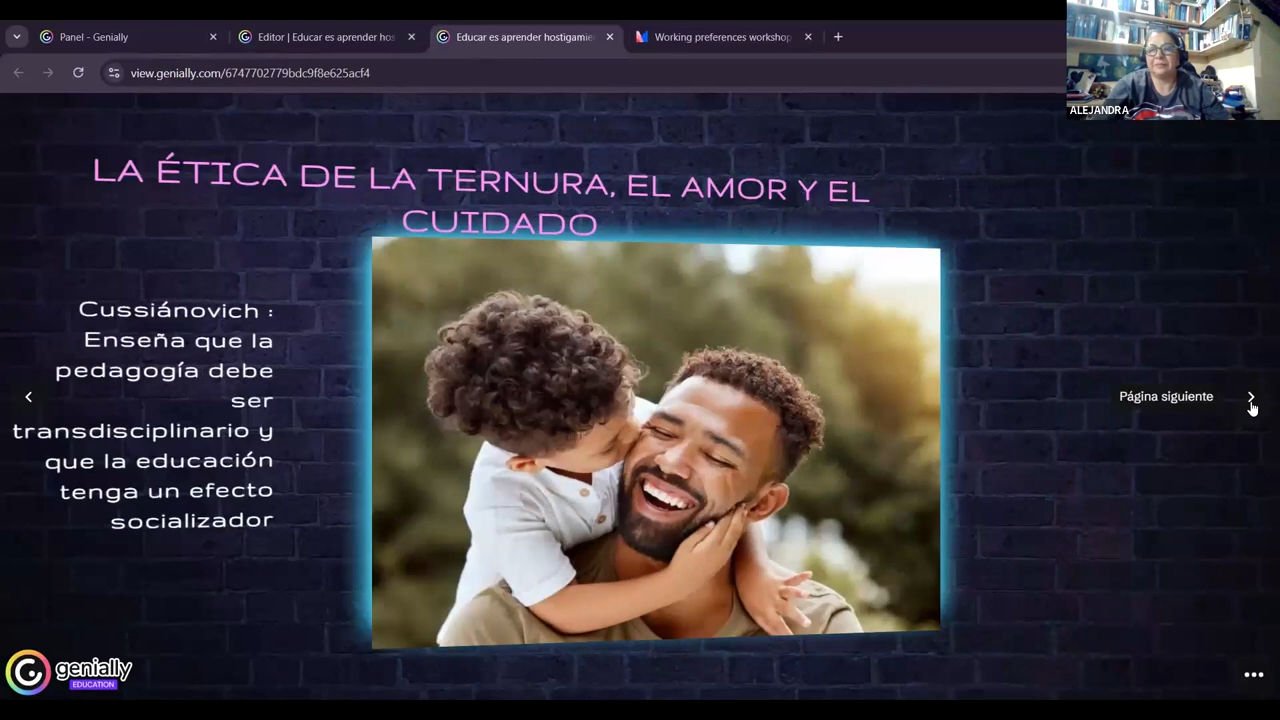 Panel - Genially
Editor | Educar es aprender hos
Educar es aprender hostigamie
Working preferences workshop
view.genially.com/6747702779bdc9f8e625acf4
ALEJANDRA
LA ÉTICA DE LA TERNURA, EL AMOR Y EL
CUIDADO
Cussiánovich :
Enseña que la
pedagogía debe
ser
transdisciplinario y
que la educación
tenga un efecto
socializador
Página siguiente
genially
EDUCATION